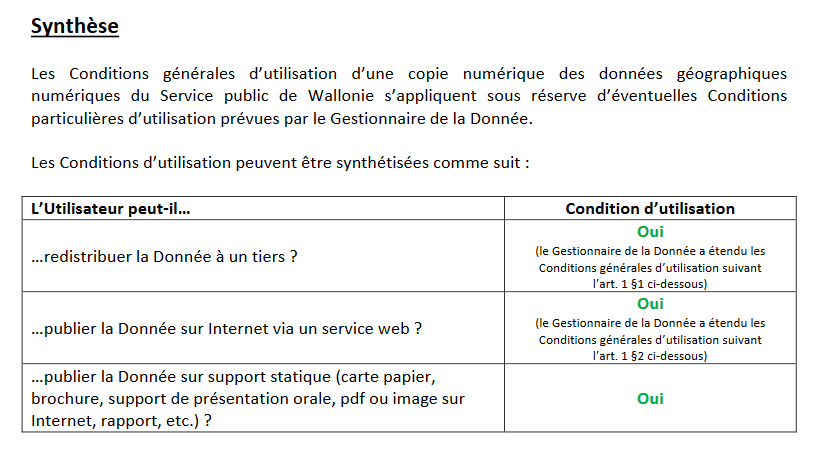 Synthèse
Les Conditions générales d’utilisation d’une copie numérique des données géographiques
numériques du Service public de Wallonie s’appliquent sous réserve d’éventuelles Conditions
particulières d’utilisation prévues par le Gestionnaire de la Donnée.
Les Conditions d’utilisation peuvent être synthétisées comme suit :
L’Utilisateur peut-il…
Condition d’utilisation
…redistribuer la Donnée à un tiers ?
Oui
(le Gestionnaire de la Donnée a étendu les
Conditions générales d’utilisation suivant
l’art. 1 §1 ci-dessous)
…publier la Donnée sur Internet via un service web ?
Oui
(le Gestionnaire de la Donnée a étendu les
Conditions générales d’utilisation suivant
l’art. 1 §2 ci-dessous)
…publier la Donnée sur support statique (carte papier,
brochure, support de présentation orale, pdf ou image sur
Internet, rapport, etc.) ?
Oui